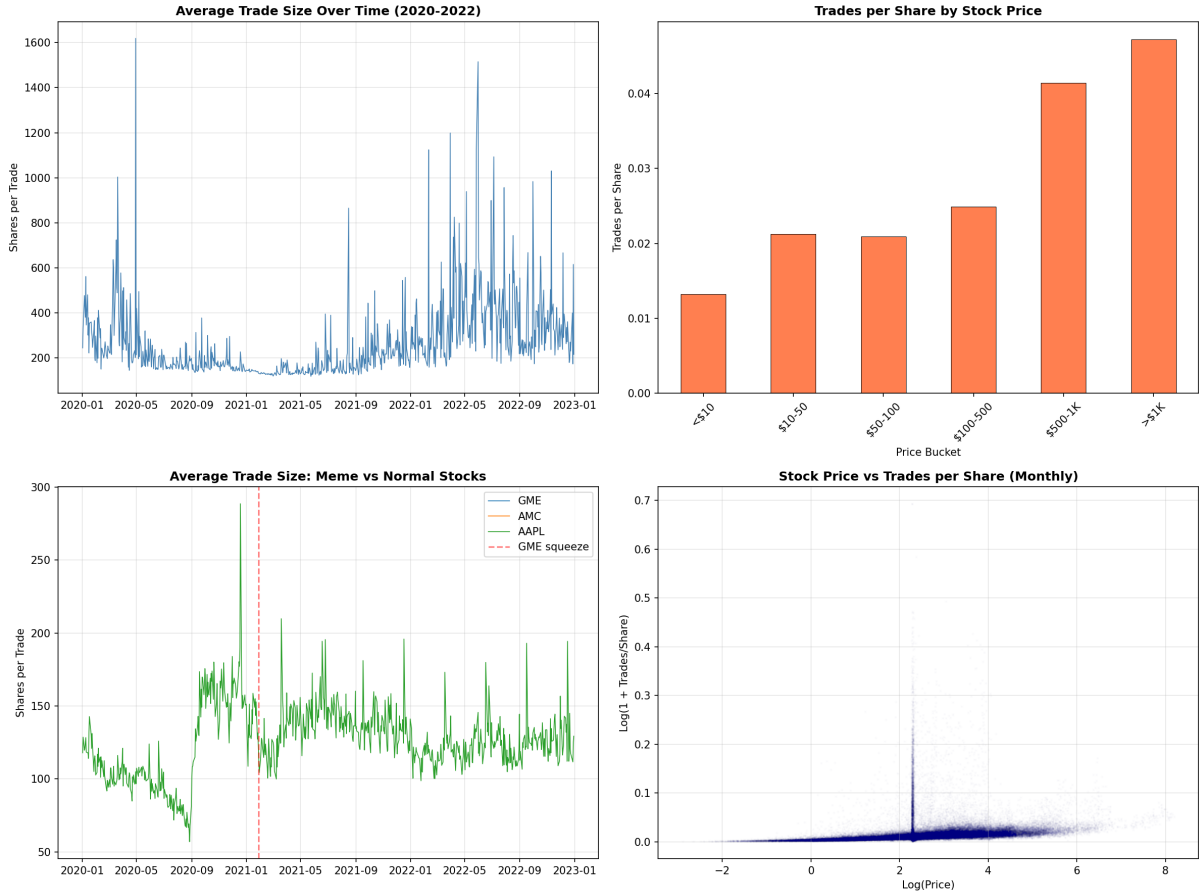 Average Trade Size Over Time (2020-2022)
Shares per Trade
1600
1400
1200
1000
800
600
400
200
2020-01 2020-05 2020-09 2021-01 2021-05 2021-09 2022-01 2022-05 2022-09 2023-01
Trades per Share by Stock Price
Trades per Share
0.04
0.03
0.02
0.01
0.00
<$10 $10-50 $50-100 $100-500 $500-1K >$1K
Price Bucket
Average Trade Size: Meme vs Normal Stocks
Shares per Trade
300
250
200
150
100
50
GME
AMC
AAPL
GME squeeze
2020-01 2020-05 2020-09 2021-01 2021-05 2021-09 2022-01 2022-05 2022-09 2023-01
Stock Price vs Trades per Share (Monthly)
Log(1 + Trades/Share)
0.7
0.6
0.5
0.4
0.3
0.2
0.1
0.0
−2 0 2 4 6 8
Log(Price)